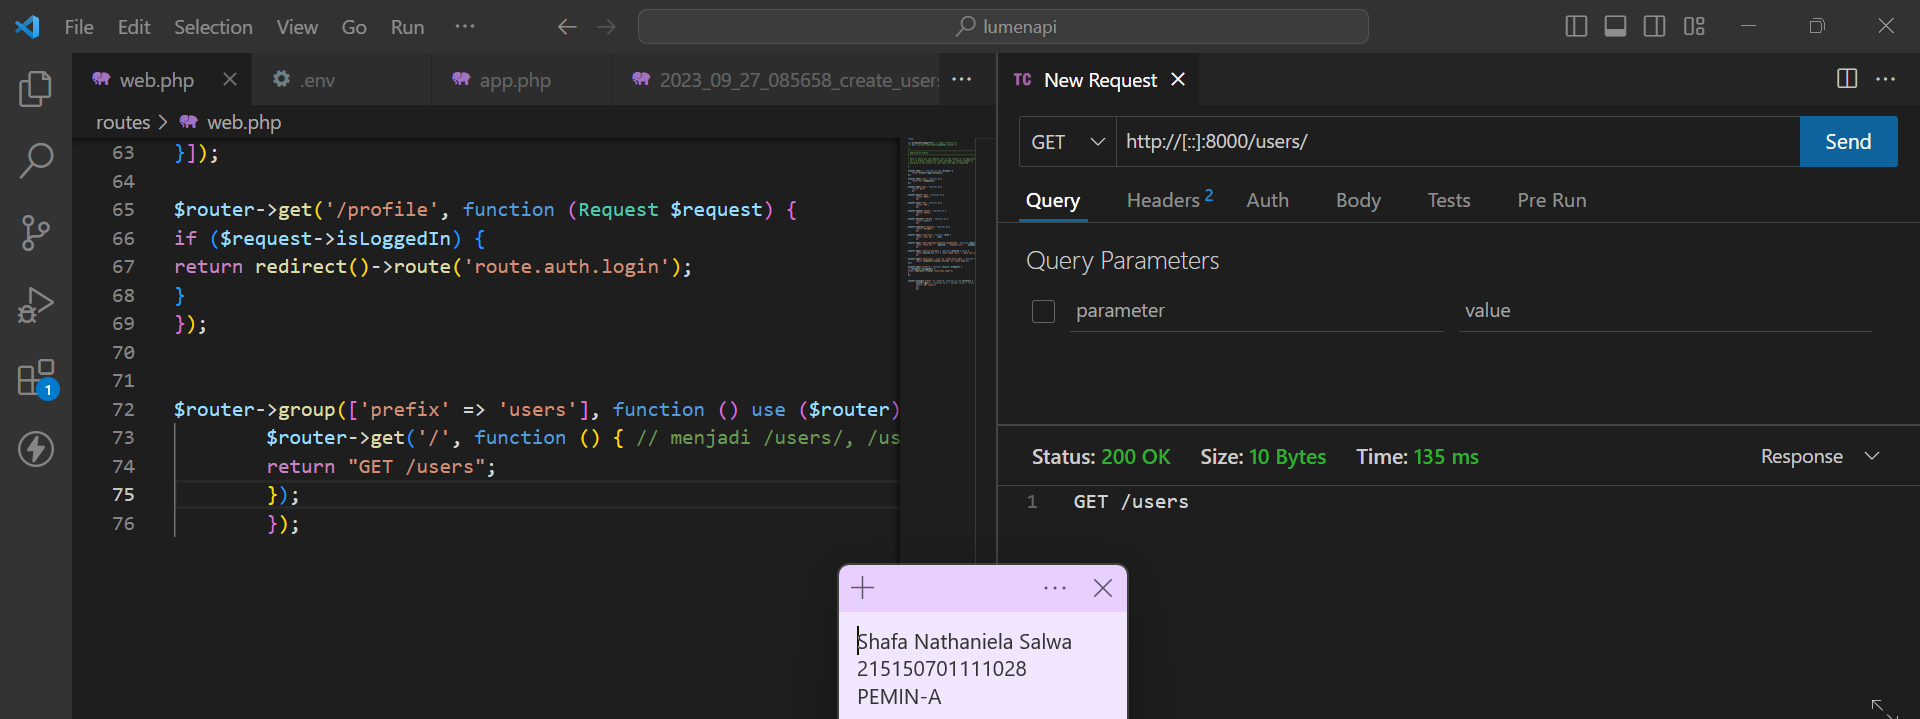 File Edit Selection View Go Run ··· lumenapi
web.php .env app.php 2023_09_27_085658_create_user ···
routes > web.php
63 }]);
64
65 $router->get('/profile', function (Request $request) {
66 if ($request->isLoggedIn) {
67 return redirect()->route('route.auth.login');
68 }
69 });
70
71
72 $router->group(['prefix' => 'users'], function () use ($router)
73 $router->get('/', function () { // menjadi /users/, /us
74 return "GET /users";
75 });
76 });
1
TC New Request
GET http://[::]:8000/users/ Send
Query Headers 2 Auth Body Tests Pre Run
Query Parameters
parameter value
Status: 200 OK Size: 10 Bytes Time: 135 ms Response
1 GET /users
Shafa Nathaniela Salwa
215150701111028
PEMIN-A